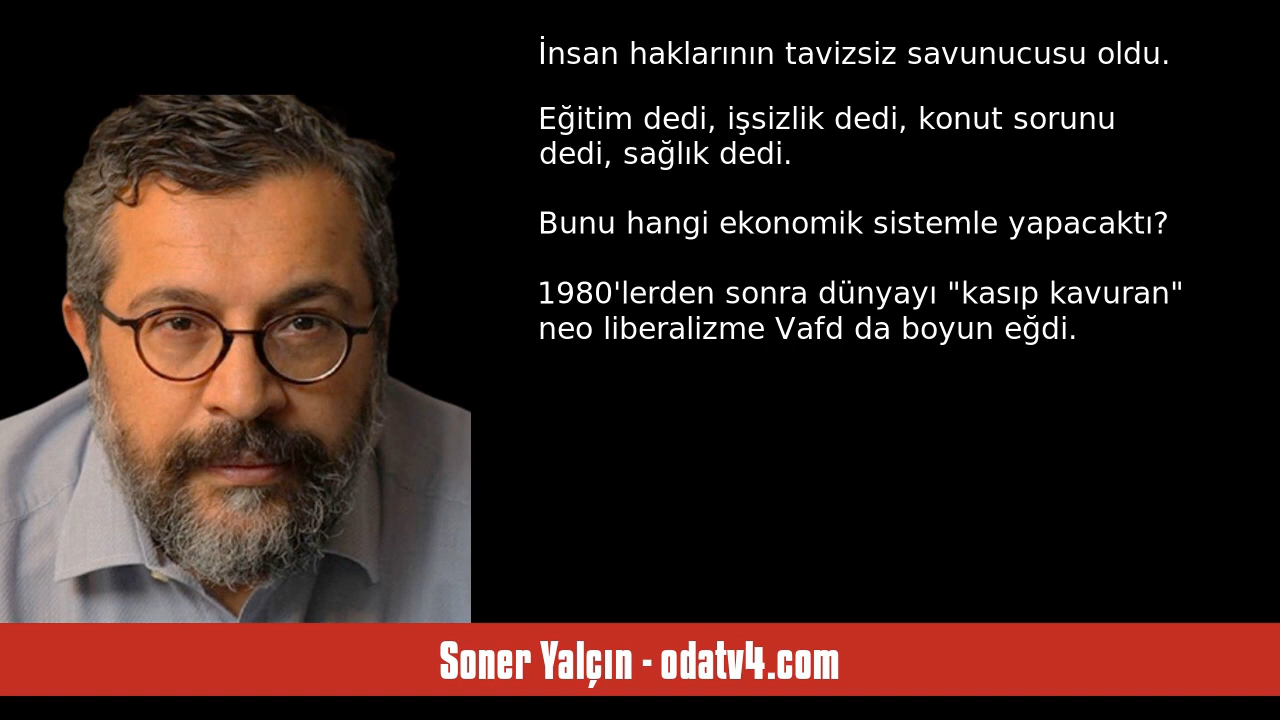 İnsan haklarının tavizsiz savunucusu oldu.
Eğitim dedi, işsizlik dedi, konut sorunu
dedi, sağlık dedi.
Bunu hangi ekonomik sistemle yapacaktı?
1980'lerden sonra dünyayı "kasıp kavuran"
neo liberalizme Vafd da boyun eğdi.
Soner Yalçın - odatv4.com